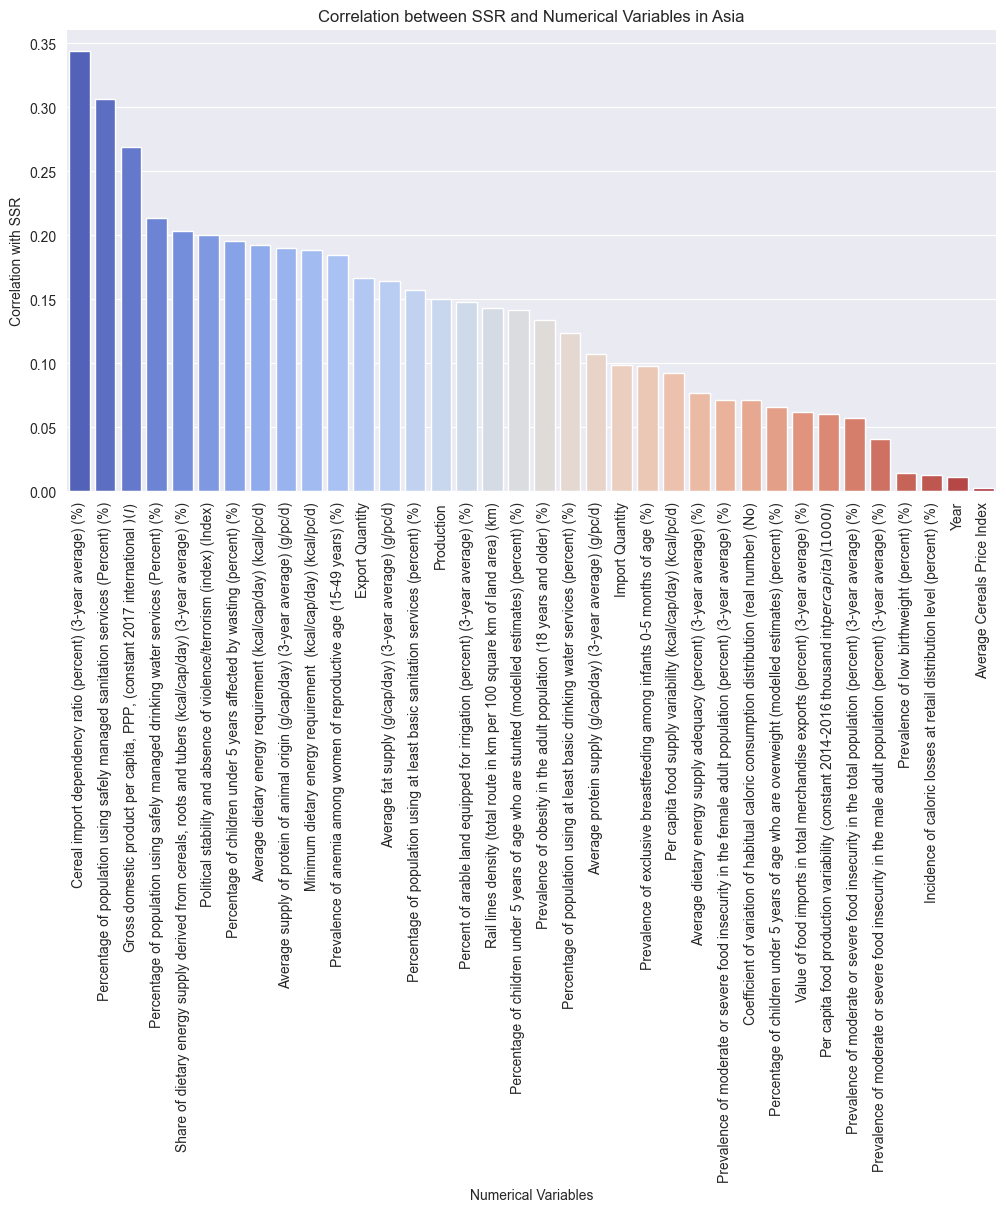 Correlation between SSR and Numerical Variables in Asia
Correlation with SSR
0.35
0.30
0.25
0.20
0.15
0.10
0.05
0.00
Cereal import dependency ratio (percent) (3-year average) (%)
Percentage of population using safely managed sanitation services (Percent) (%)
Gross domestic product per capita, PPP, (constant 2017 international )(I)
Percentage of population using safely managed drinking water services (Percent) (%)
Share of dietary energy supply derived from cereals, roots and tubers (kcal/cap/day) (3-year average) (%)
Political stability and absence of violence/terrorism (index) (Index)
Percentage of children under 5 years affected by wasting (percent) (%)
Average dietary energy requirement (kcal/cap/day) (kcal/pc/d)
Average supply of protein of animal origin (g/cap/day) (3-year average) (g/pc/d)
Minimum dietary energy requirement  (kcal/cap/day) (kcal/pc/d)
Prevalence of anemia among women of reproductive age (15-49 years) (%)
Export Quantity
Average fat supply (g/cap/day) (3-year average) (g/pc/d)
Percentage of population using at least basic sanitation services (percent) (%)
Production
Percent of arable land equipped for irrigation (percent) (3-year average) (%)
Rail lines density (total route in km per 100 square km of land area) (km)
Percentage of children under 5 years of age who are stunted (modelled estimates) (percent) (%)
Prevalence of obesity in the adult population (18 years and older) (%)
Percentage of population using at least basic drinking water services (percent) (%)
Average protein supply (g/cap/day) (3-year average) (g/pc/d)
Import Quantity
Prevalence of exclusive breastfeeding among infants 0-5 months of age (%)
Per capita food supply variability (kcal/cap/day) (kcal/pc/d)
Average dietary energy supply adequacy (percent) (3-year average) (%)
Prevalence of moderate or severe food insecurity in the female adult population (percent) (3-year average) (%)
Coefficient of variation of habitual caloric consumption distribution (real number) (No)
Percentage of children under 5 years of age who are overweight (modelled estimates) (percent) (%)
Value of food imports in total merchandise exports (percent) (3-year average) (%)
Per capita food production variability (constant 2014-2016 thousand intpercapita)(1000I)
Prevalence of moderate or severe food insecurity in the total population (percent) (3-year average) (%)
Prevalence of moderate or severe food insecurity in the male adult population (percent) (3-year average) (%)
Prevalence of low birthweight (percent) (%)
Incidence of caloric losses at retail distribution level (percent) (%)
Year
Average Cereals Price Index
Numerical Variables